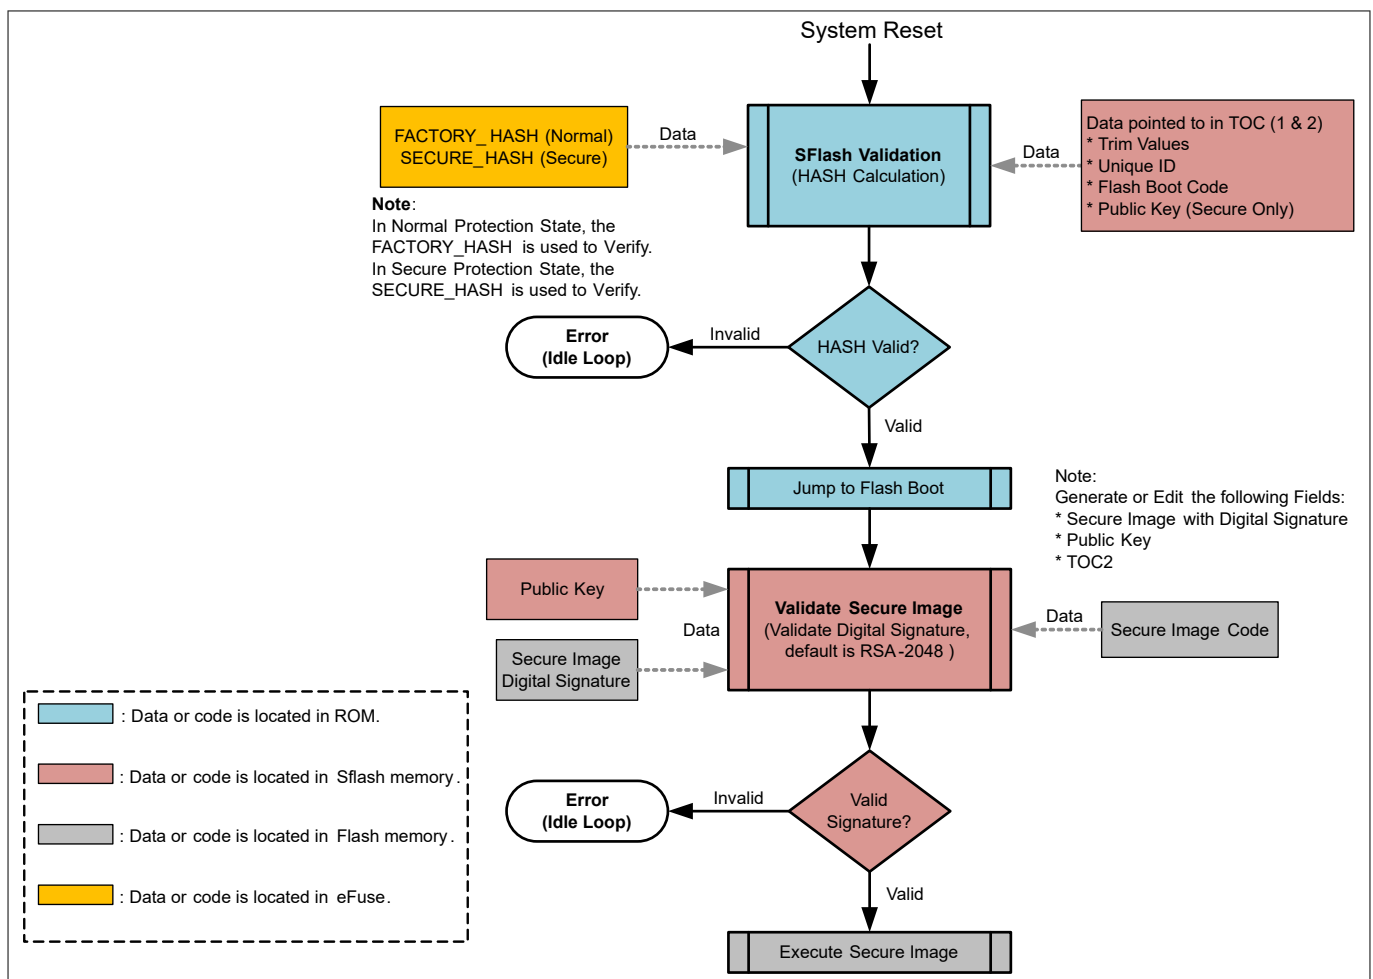 System Reset
FACTORY_HASH (Normal)
SECURE_HASH (Secure)
Data
SFlash Validation
(HASH Calculation)
Data
Data pointed to in TOC (1 & 2)
* Trim Values
* Unique ID
* Flash Boot Code
* Public Key (Secure Only)
Note:
In Normal Protection State, the
FACTORY_HASH is used to Verify.
In Secure Protection State, the
SECURE_HASH is used to Verify.
Error
(Idle Loop)
Invalid
HASH Valid?
Valid
Jump to Flash Boot
Note:
Generate or Edit the following Fields:
* Secure Image with Digital Signature
* Public Key
* TOC2
Public Key
Data
Secure Image
Digital Signature
Validate Secure Image
(Validate Digital Signature,
default is RSA-2048 )
Data
Secure Image Code
: Data or code is located in ROM.
: Data or code is located in Sflash memory.
: Data or code is located in Flash memory.
: Data or code is located in eFuse.
Error
(Idle Loop)
Invalid
Valid
Signature?
Valid
Execute Secure Image